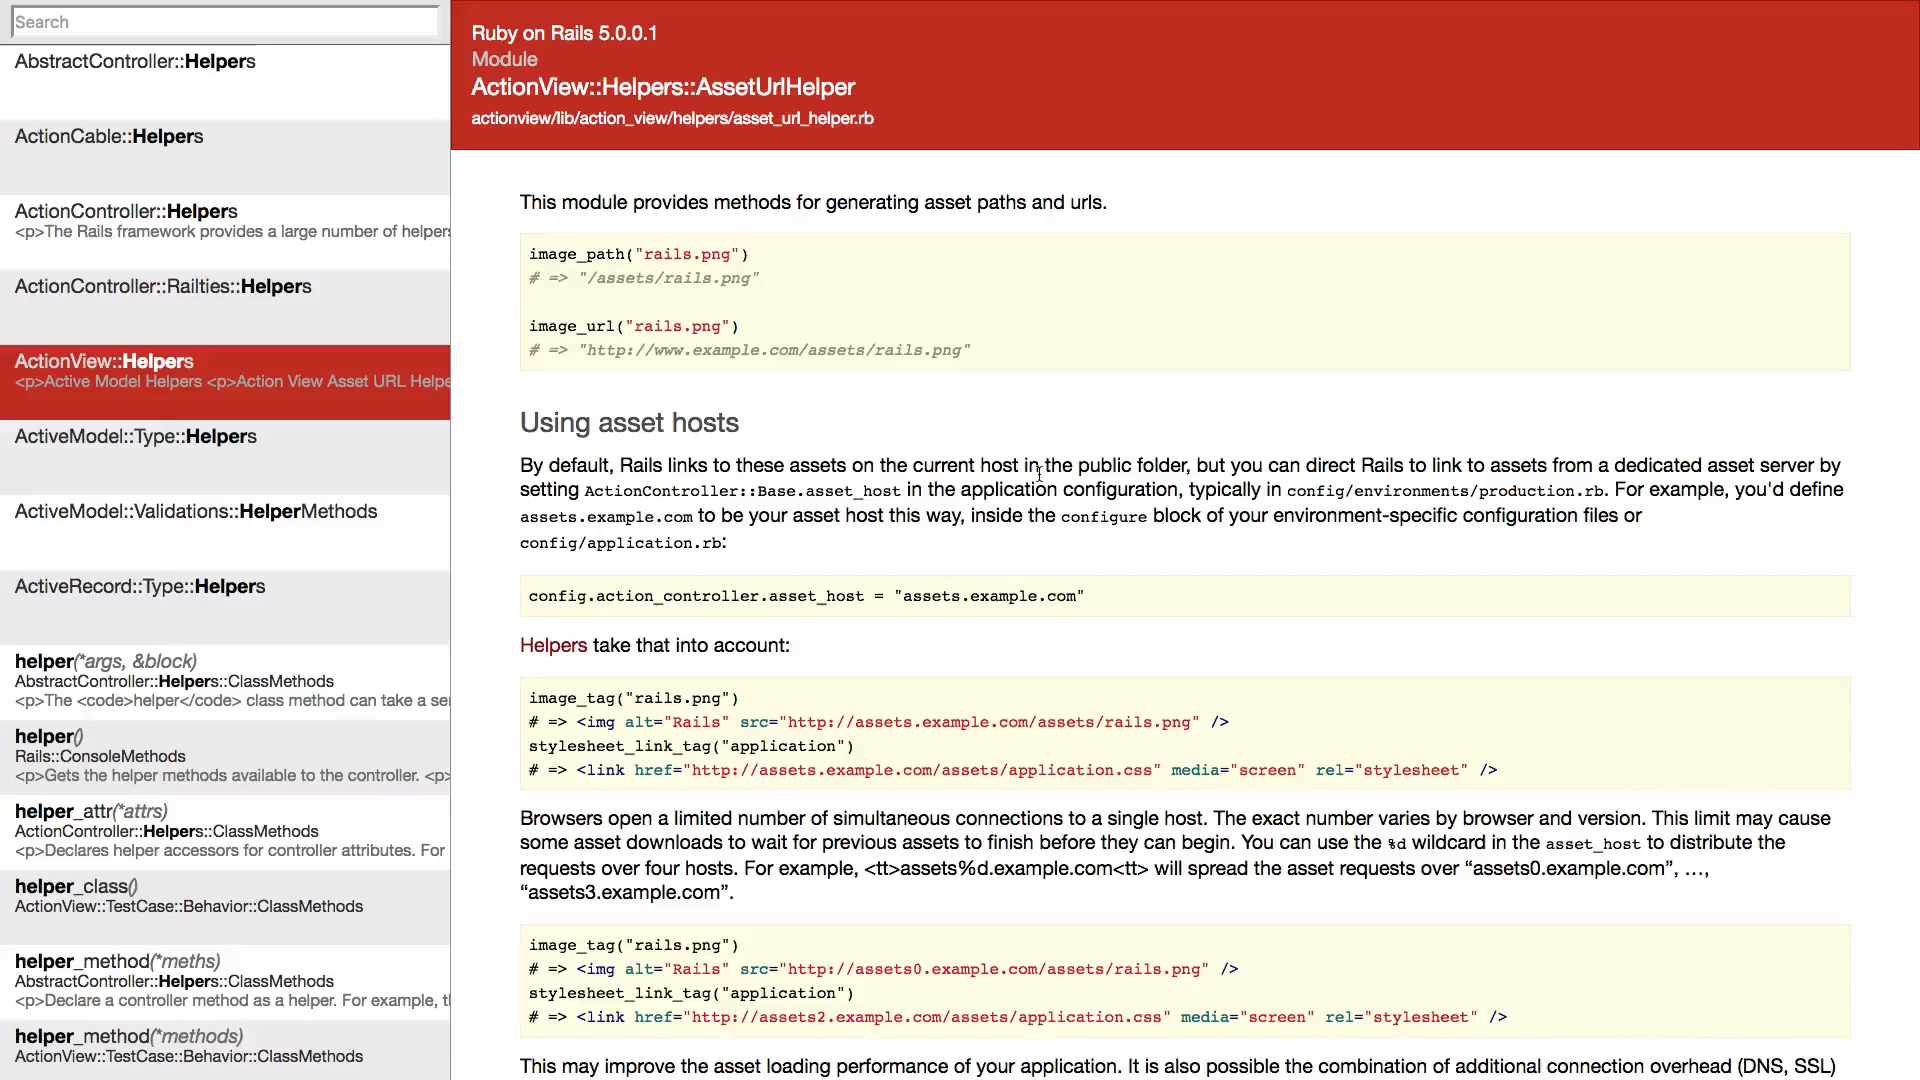 Search
AbstractController::Helpers
ActionCable::Helpers
ActionController::Helpers
<p>The Rails framework provides a large number of helpers
ActionController::Railties::Helpers
ActionView::Helpers
<p>Active Model Helpers <p>Action View Asset URL Helpe
ActiveModel::Type::Helpers
ActiveModel::Validations::HelperMethods
ActiveRecord::Type::Helpers
helper(*args, &block)
AbstractController::Helpers::ClassMethods
<p>The <code>helper</code> class method can take a se
helper()
Rails::ConsoleMethods
<p>Gets the helper methods available to the controller. <p>
helper_attr(*attrs)
ActionController::Helpers::ClassMethods
<p>Declares helper accessors for controller attributes. For
helper_class()
ActionView::TestCase::Behavior::ClassMethods
helper_method(*meths)
AbstractController::Helpers::ClassMethods
<p>Declare a controller method as a helper. For example, t
helper_method(*methods)
ActionView::TestCase::Behavior::ClassMethods
Ruby on Rails 5.0.0.1
Module
ActionView::Helpers::AssetUrlHelper
actionview/lib/action_view/helpers/asset_url_helper.rb
This module provides methods for generating asset paths and urls.
image_path("rails.png")
# => "/assets/rails.png"
image_url("rails.png")
# => "http://www.example.com/assets/rails.png"
Using asset hosts
By default, Rails links to these assets on the current host in the public folder, but you can direct Rails to link to assets from a dedicated asset server by
setting ActionController::Base.asset_host in the application configuration, typically in config/environments/production.rb. For example, you'd define
assets.example.com to be your asset host this way, inside the configure block of your environment-specific configuration files or
config/application.rb:
config.action_controller.asset_host = "assets.example.com"
Helpers take that into account:
image_tag("rails.png")
# => <img alt="Rails" src="http://assets.example.com/assets/rails.png" />
stylesheet_link_tag("application")
# => <link href="http://assets.example.com/assets/application.css" media="screen" rel="stylesheet" />
Browsers open a limited number of simultaneous connections to a single host. The exact number varies by browser and version. This limit may cause
some asset downloads to wait for previous assets to finish before they can begin. You can use the %d wildcard in the asset_host to distribute the
requests over four hosts. For example, <tt>assets%d.example.com<tt> will spread the asset requests over “assets0.example.com”, …,
“assets3.example.com”.
image_tag("rails.png")
# => <img alt="Rails" src="http://assets0.example.com/assets/rails.png" />
stylesheet_link_tag("application")
# => <link href="http://assets2.example.com/assets/application.css" media="screen" rel="stylesheet" />
This may improve the asset loading performance of your application. It is also possible the combination of additional connection overhead (DNS, SSL)